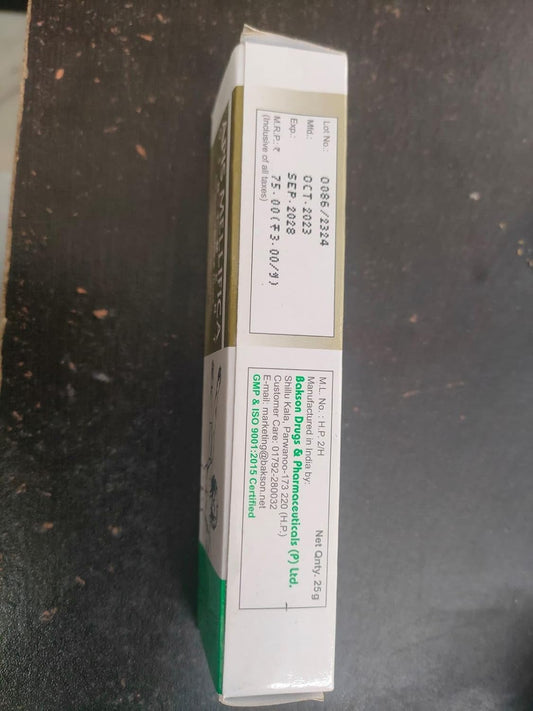 Lot No.: 0086/2324
Mfd.: OCT.2023
Exp.: SEP.2028
M.R.P.: ₹ 75.00(₹3.00/g)
(Inclusive of all taxes)
M.L. No. : H.P. 2/H
Net Qnty. 25g
Manufactured in India by:
Bakson Drugs & Pharmaceuticals (P) Ltd.
Shillu Kala, Parwanoo-173 220 (H.P.)
Customer Care: 01792-280032
E-mail: marketing@bakson.net
GMP & ISO 9001:2015 Certified